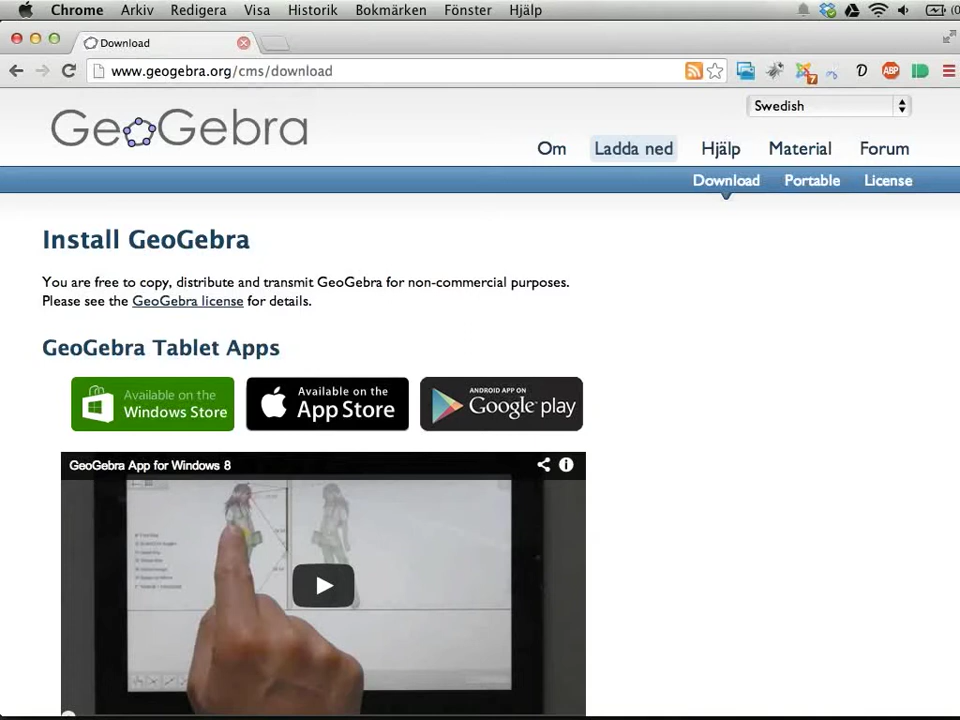 Chrome Arkiv Redigera Visa Historik Bokmärken Fönster Hjälp
Download
www.geogebra.org/cms/download
7
ABP
GeoGebra
Swedish
Om Ladda ned Hjälp Material Forum
Download Portable License
Install GeoGebra
You are free to copy, distribute and transmit GeoGebra for non-commercial purposes.
Please see the GeoGebra license for details.
GeoGebra Tablet Apps
Available on the
Windows Store
Available on the
App Store
ANDROID APP ON
Google play
GeoGebra App for Windows 8